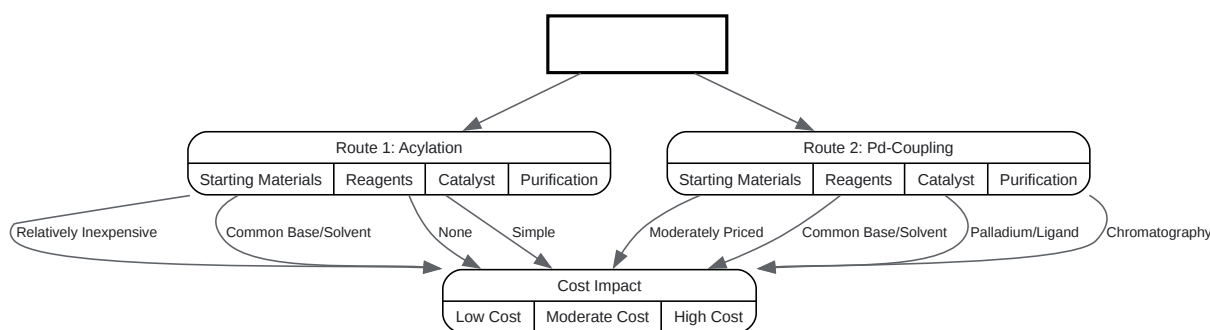 Route 1: Acylation
Starting Materials
Reagents
Catalyst
Purification
Route 2: Pd-Coupling
Starting Materials
Reagents
Catalyst
Purification
Relatively Inexpensive
Common Base/Solvent
None
Simple
Moderately Priced
Common Base/Solvent
Palladium/Ligand
Chromatography
Cost Impact
Low Cost
Moderate Cost
High Cost